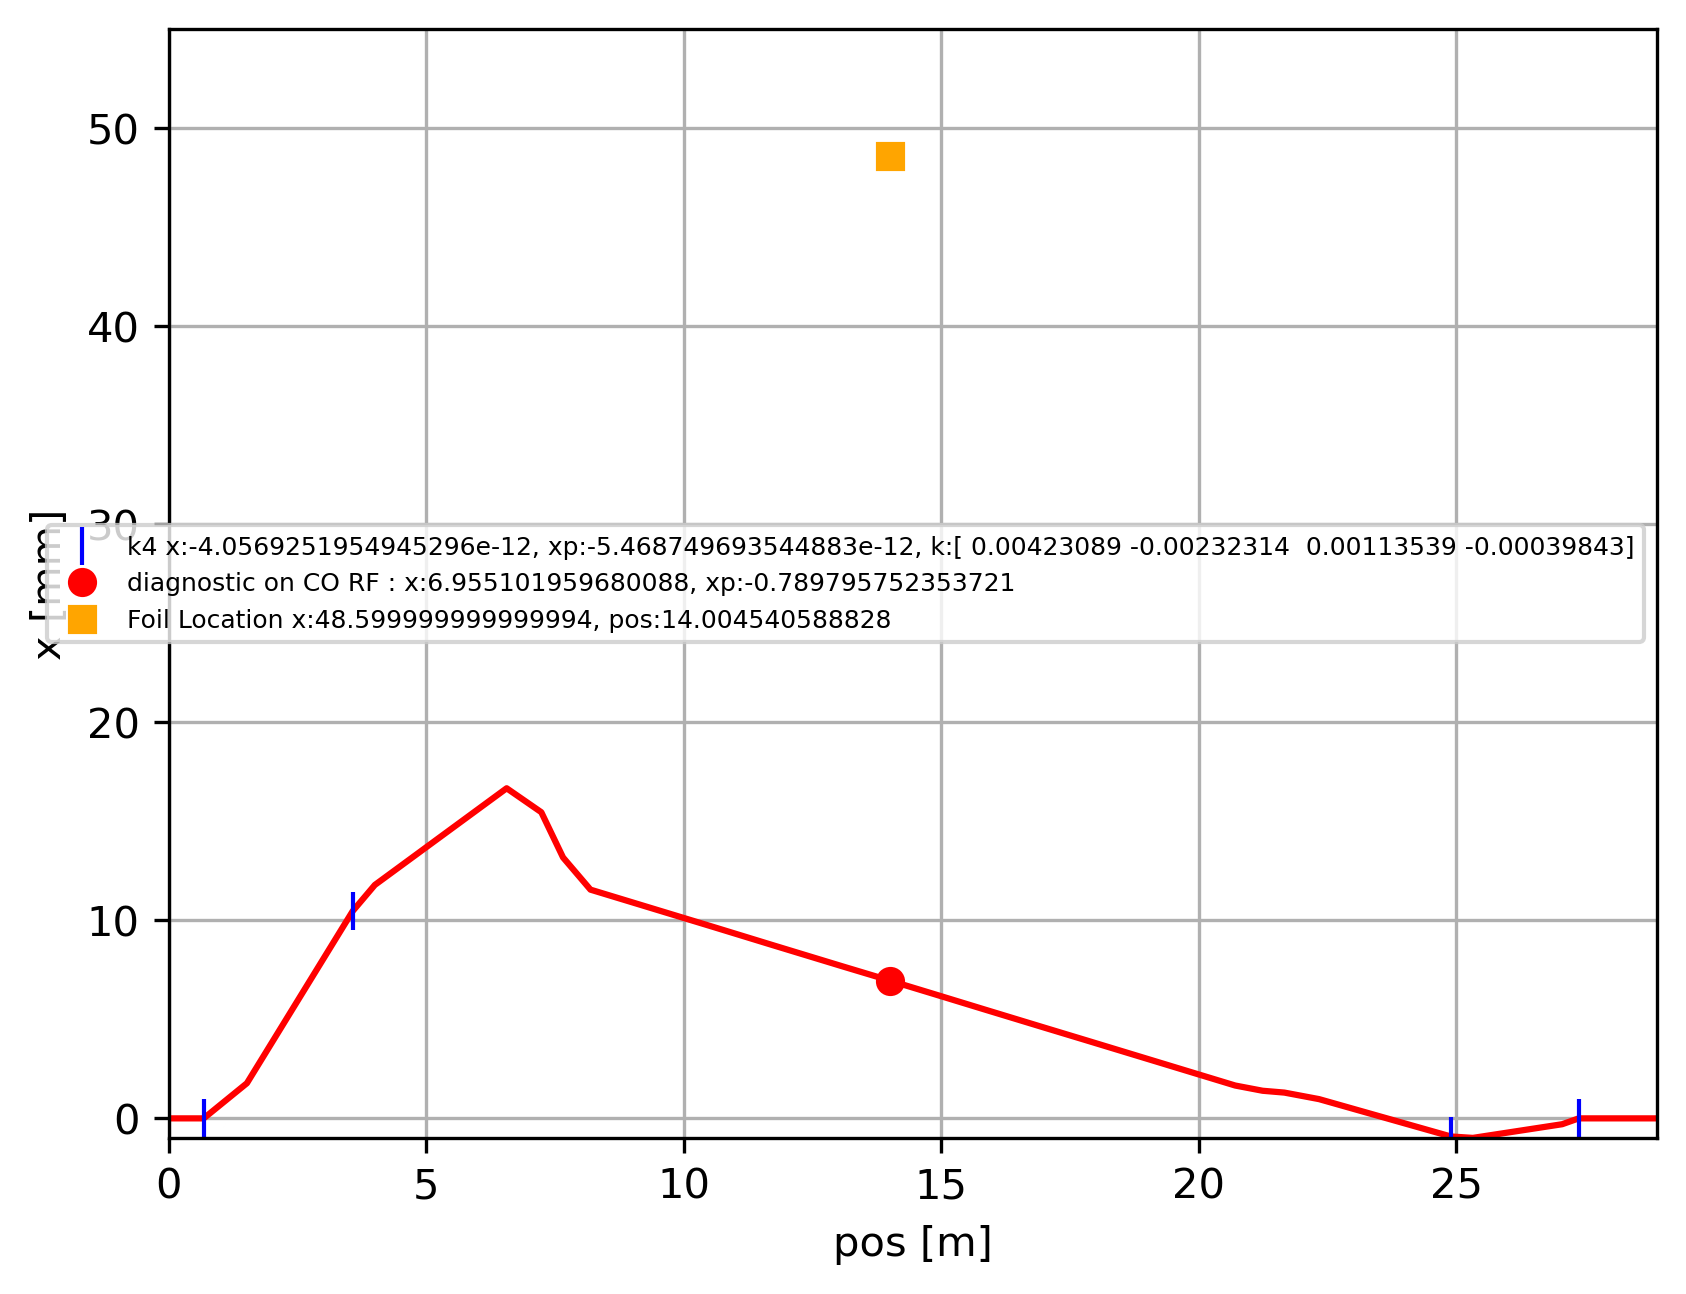 50
40
30
k4 x:-4.0569251954945296e-12, xp:-5.468749693544883e-12, k:[ 0.00423089 -0.00232314  0.00113539 -0.00039843]
diagnostic on CO RF : x:6.955101959680088, xp:-0.789795752353721
Foil Location x:48.599999999999994, pos:14.004540588828
x [mm]
20
10
0
0 5 10 15 20 25
pos [m]